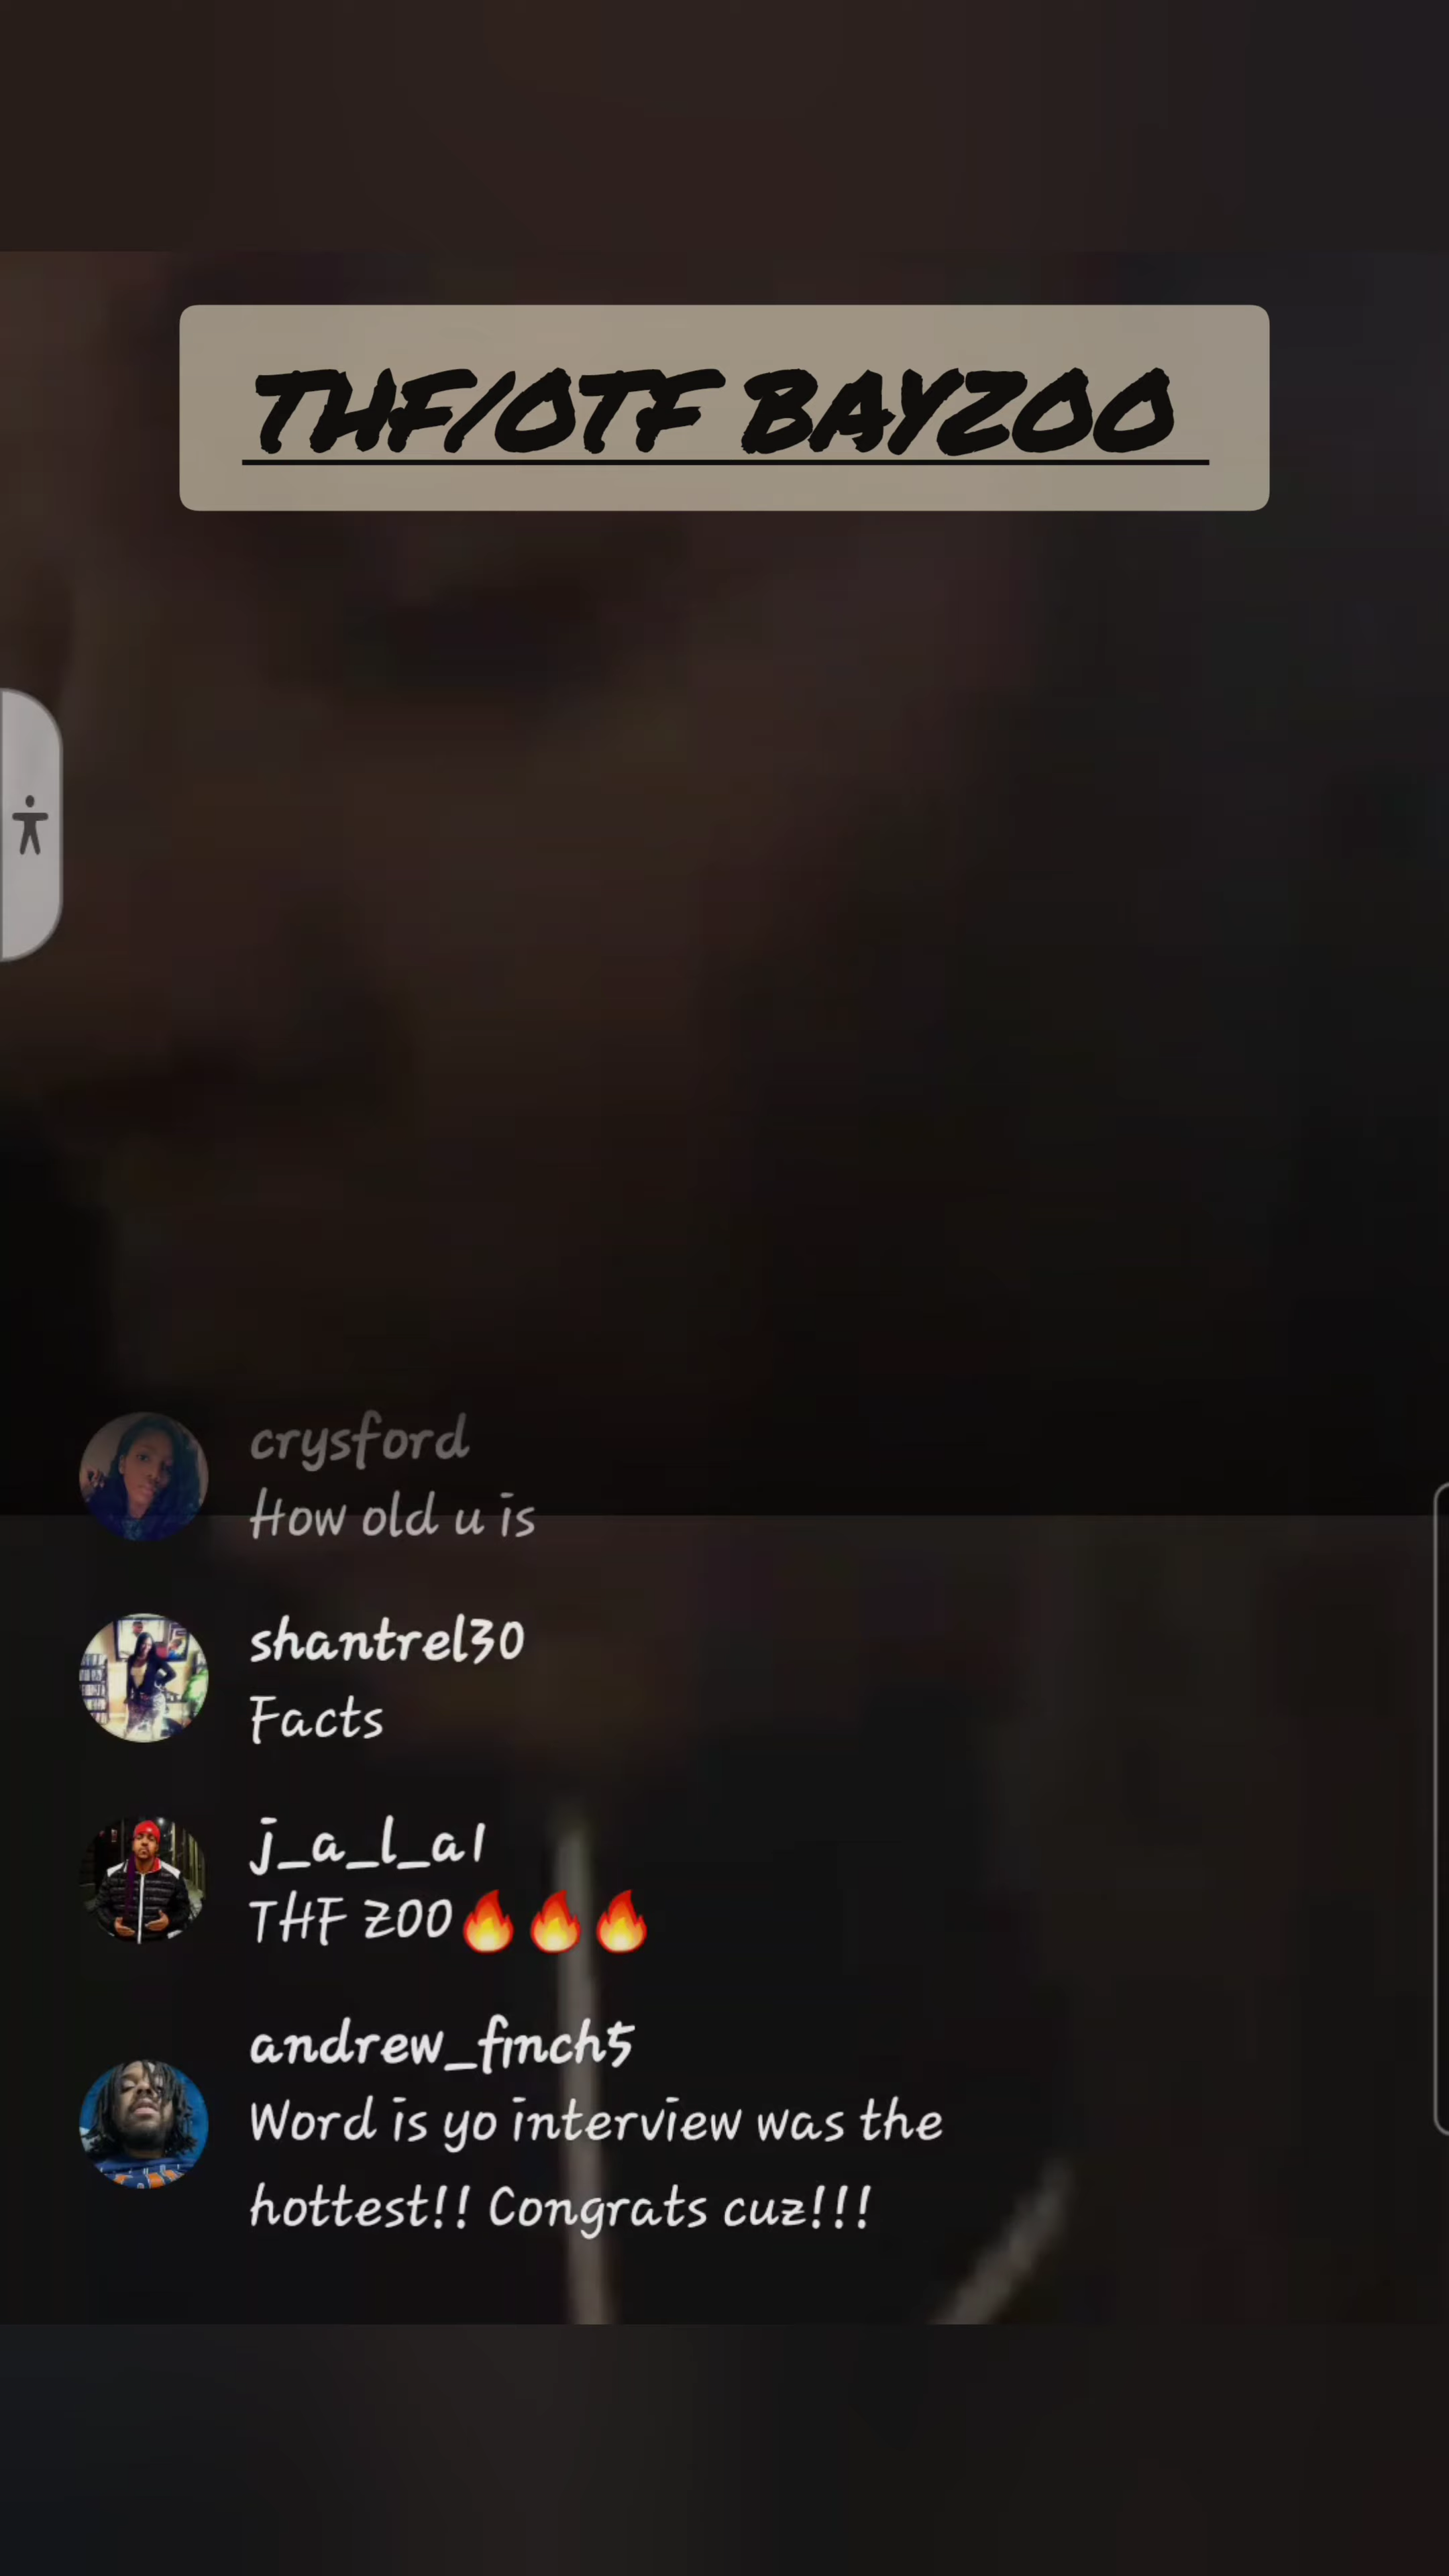 THF/OTF BAYZOO
crysford
How old u is
shantrel30
Facts
j_a_l_a1
THF ZOO🔥🔥🔥
andrew_finch5
Word is yo interview was the
hottest!! Congrats cuz!!!